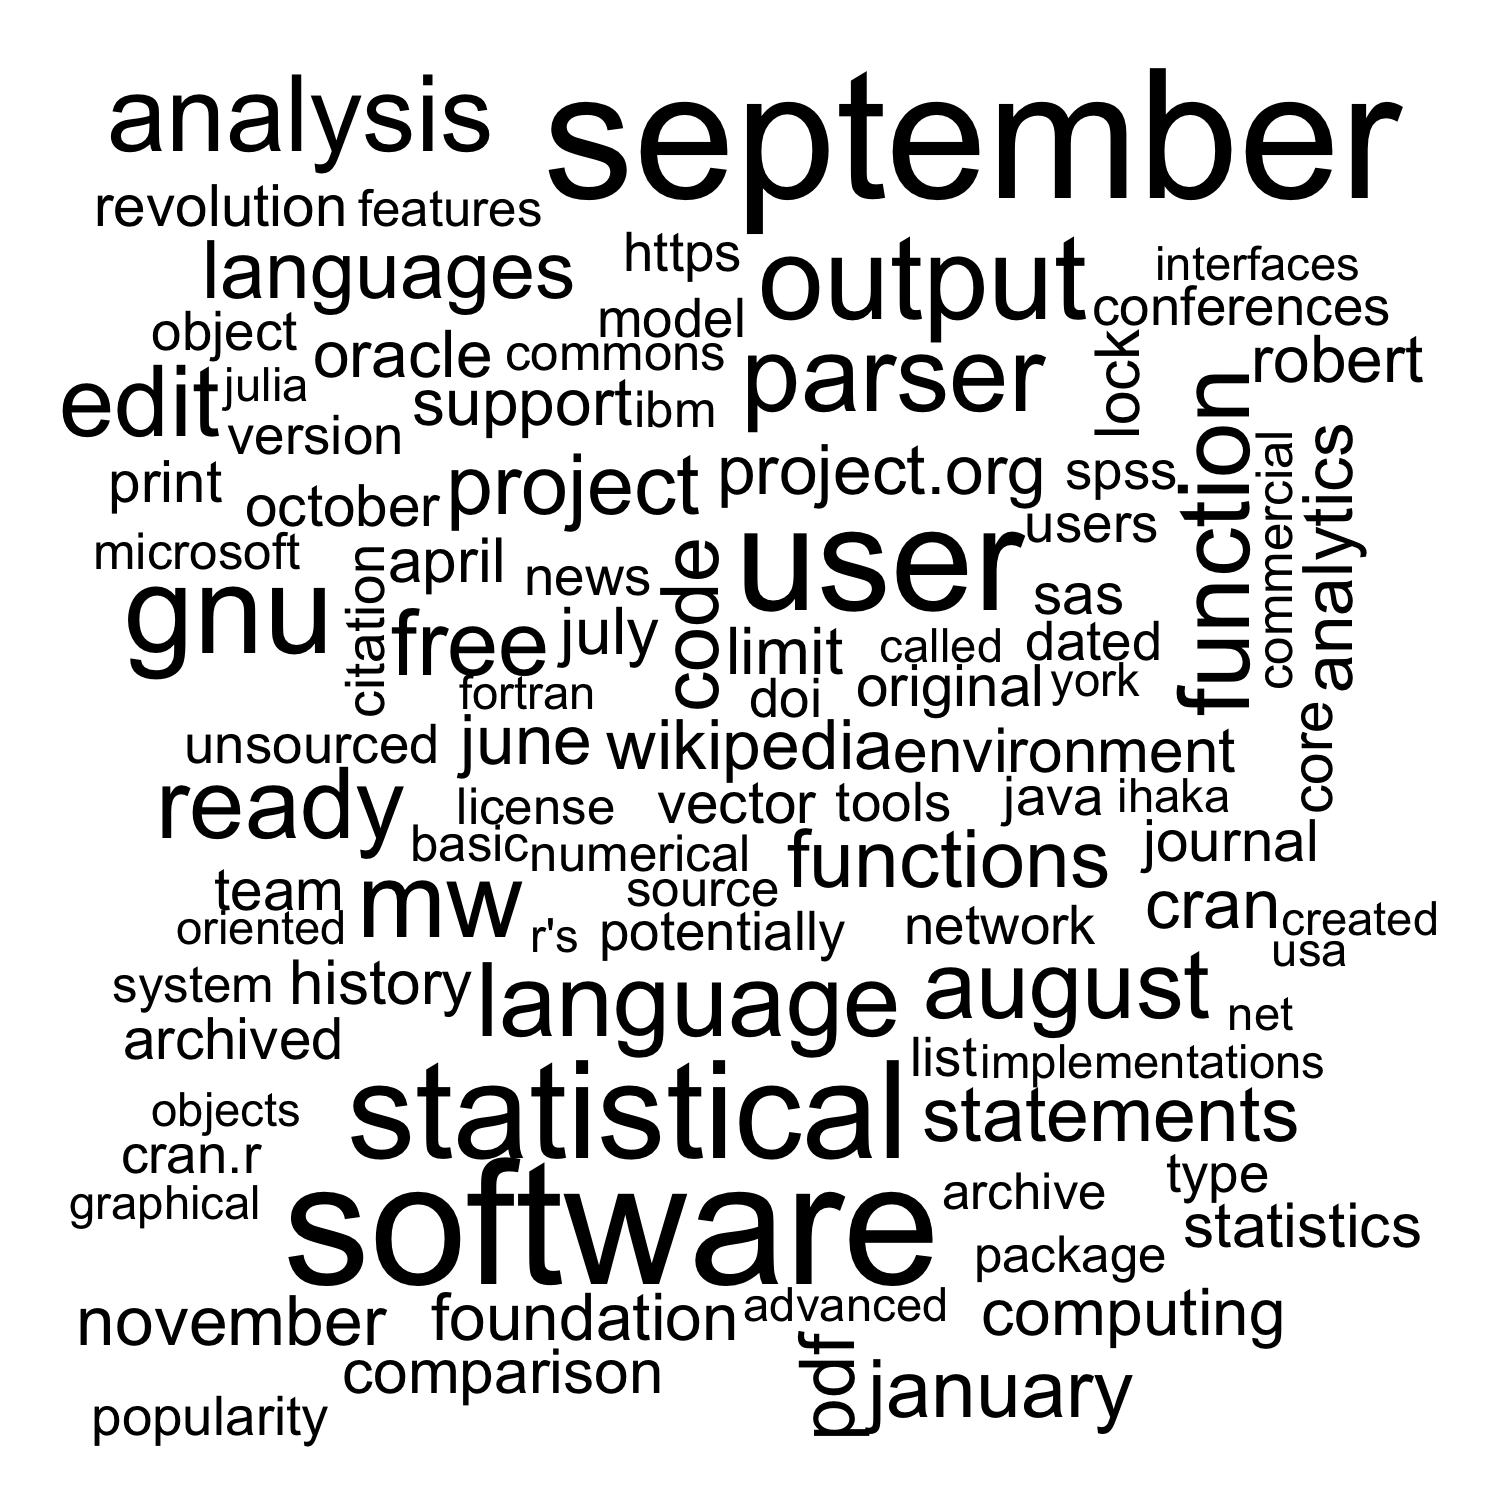 analysis
september
revolution
features
languages
https
output
interfaces
model
conferences
object
oracle
commons
parser
lock
robert
edit
julia
support
ibm
function
version
commercial
analytics
print
october
project
project.org
spss
users
microsoft
citation
april
news
code
user
sas
gnu
free
july
limit
called
dated
fortran
doi
original
york
core
unsourced
june
wikipedia
environment
ready
license
vector
tools
java
ihaka
basic
numerical
functions
journal
team
mw
source
cran
created
oriented
r's
potentially
network
usa
system
history
language
august
net
archived
list
implementations
objects
statistical
statements
cran.r
type
graphical
software
archive
statistics
package
november
foundation
advanced
computing
comparison
pdf
january
popularity